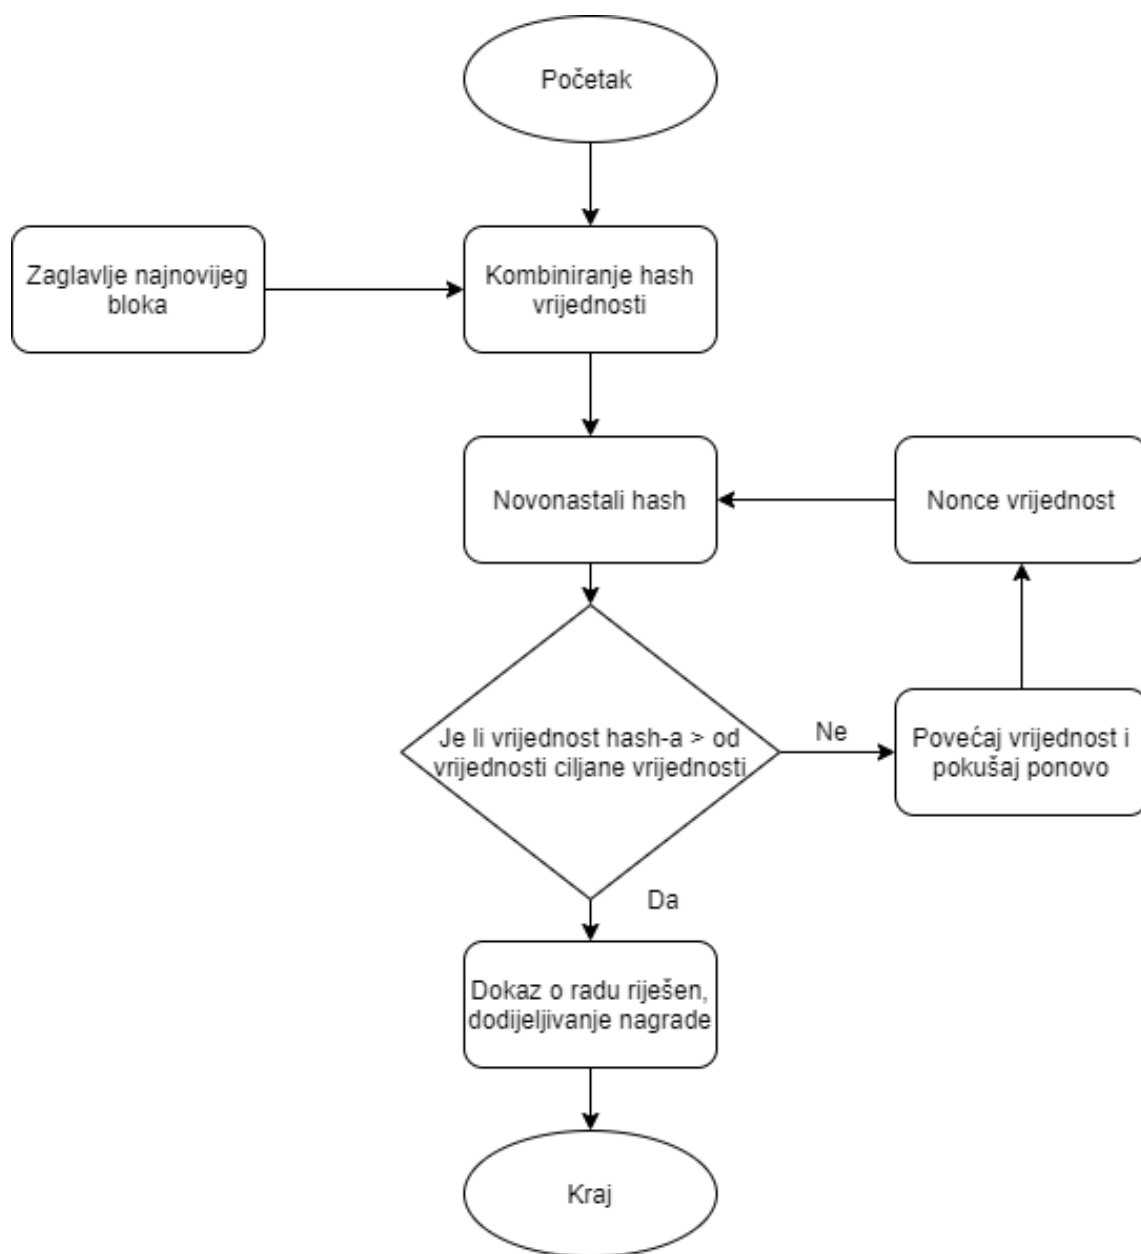 Početak
Zaglavlje najnovijeg
bloka
Kombiniranje hash
vrijednosti
Novonastali hash
Nonce vrijednost
Je li vrijednost hash-a > od
vrijednosti ciljane vrijednosti
Ne
Povećaj vrijednost i
pokušaj ponovo
Da
Dokaz o radu riješen,
dodijeljivanje nagrade
Kraj